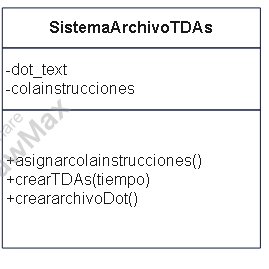 SistemaArchivoTDAs
-dot_text
-colainstrucciones
+asignarcolainstrucciones()
+crearTDAs(tiempo)
+creararchivoDot()